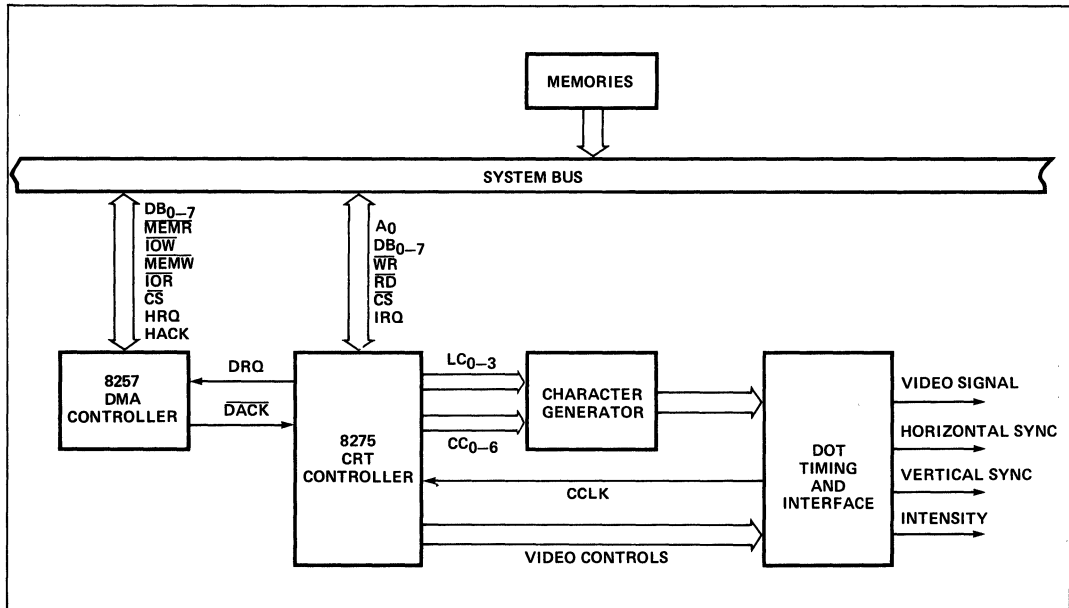 MEMORIES
SYSTEM BUS
DB0–7
MEMR
IOW
MEMW
IOR
CS
HRQ
HACK
A0
DB0–7
WR
RD
CS
IRQ
8257
DMA
CONTROLLER
DRQ
DACK
8275
CRT
CONTROLLER
LC0–3
CC0–6
CHARACTER
GENERATOR
CCLK
VIDEO CONTROLS
DOT
TIMING
AND
INTERFACE
VIDEO SIGNAL
HORIZONTAL SYNC
VERTICAL SYNC
INTENSITY